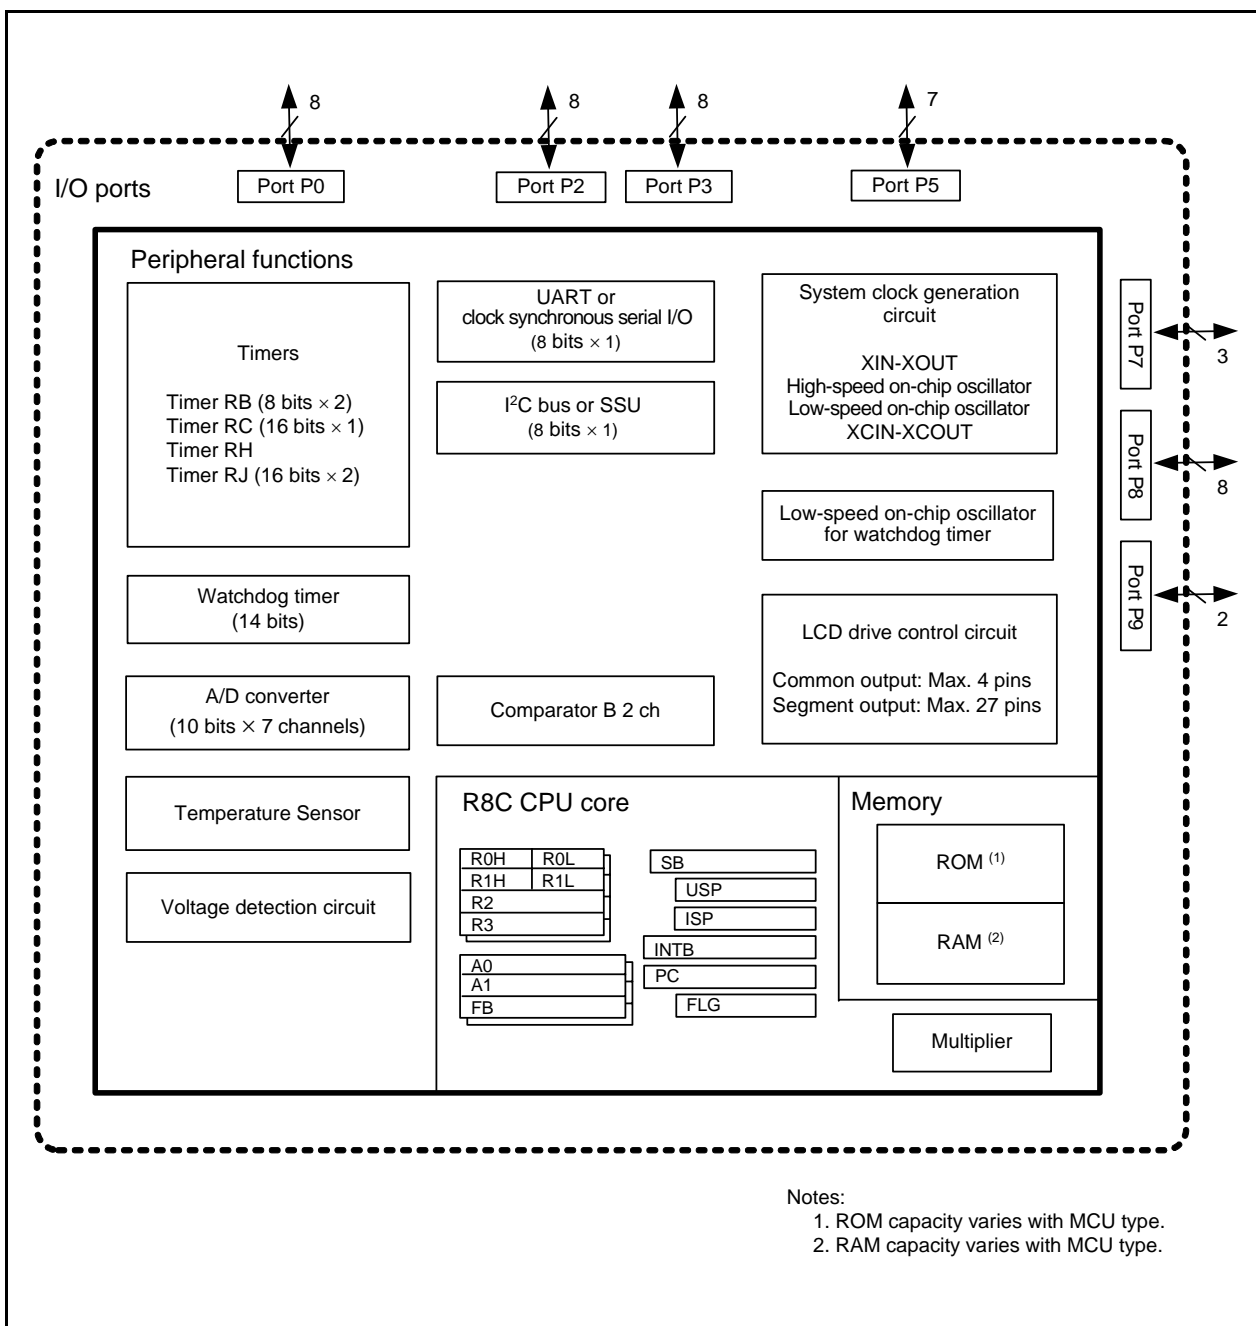 8
8
8
7
I/O ports
Port P0
Port P2
Port P3
Port P5
Peripheral functions
Timers
Timer RB (8 bits × 2)
Timer RC (16 bits × 1)
Timer RH
Timer RJ (16 bits × 2)
UART or
clock synchronous serial I/O
(8 bits × 1)
I²C bus or SSU
(8 bits × 1)
System clock generation
circuit
XIN-XOUT
High-speed on-chip oscillator
Low-speed on-chip oscillator
XCIN-XCOUT
Port P7
3
Port P8
8
Port P9
2
Low-speed on-chip oscillator
for watchdog timer
Watchdog timer
(14 bits)
LCD drive control circuit
Common output: Max. 4 pins
Segment output: Max. 27 pins
A/D converter
(10 bits × 7 channels)
Comparator B 2 ch
Temperature Sensor
Voltage detection circuit
R8C CPU core
R0H R0L
R1H R1L
R2
R3
A0
A1
FB
SB
USP
ISP
INTB
PC
FLG
Memory
ROM (1)
RAM (2)
Multiplier
Notes:
1. ROM capacity varies with MCU type.
2. RAM capacity varies with MCU type.